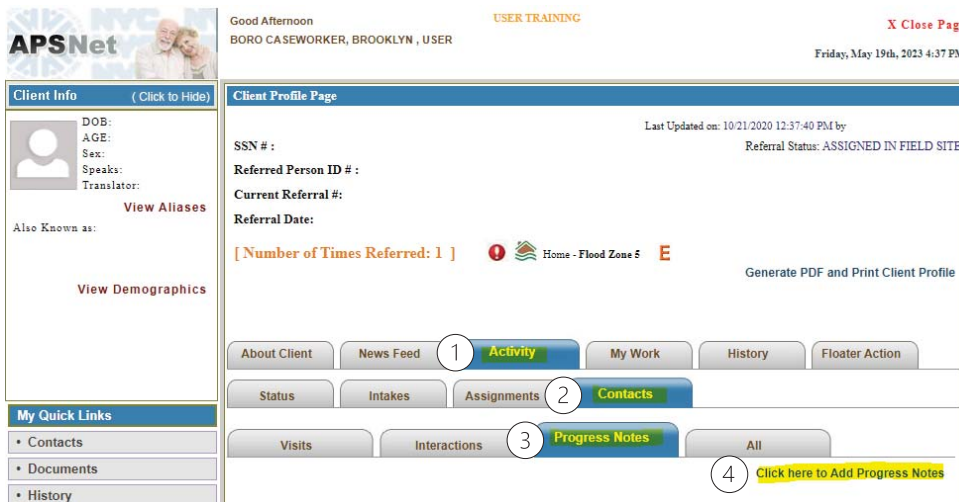 APSNet
Good Afternoon
BORO CASEWORKER, BROOKLYN , USER
USER TRAINING
X Close Pag
Friday, May 19th, 2023 4:37 PM
Client Info ( Click to Hide)
DOB:
AGE:
Sex:
Speaks:
Translator:
View Aliases
Also Known as:
View Demographics
My Quick Links
• Contacts
• Documents
• History
Client Profile Page
Last Updated on: 10/21/2020 12:37:40 PM by
SSN # :
Referral Status: ASSIGNED IN FIELD SITE
Referred Person ID # :
Current Referral #:
Referral Date:
[ Number of Times Referred: 1 ] Home - Flood Zone 5 E
Generate PDF and Print Client Profile
About Client News Feed 1 Activity My Work History Floater Action
Status Intakes Assignments 2 Contacts
Visits Interactions 3 Progress Notes All
4 Click here to Add Progress Notes